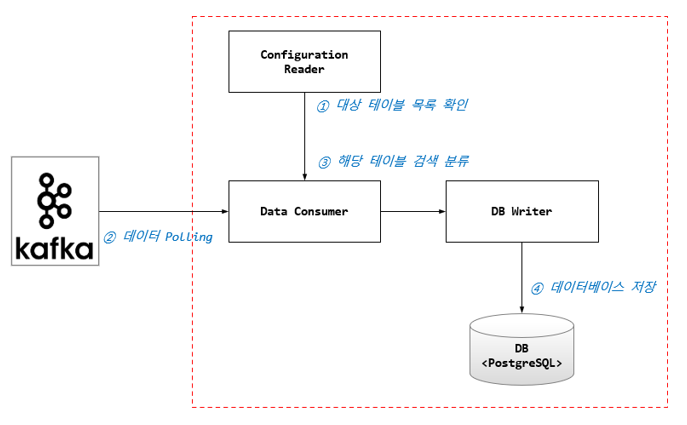 Configuration
Reader
① 대상 테이블 목록 확인
③ 해당 테이블 검색 분류
kafka
② 데이터 Polling
Data Consumer
DB Writer
④ 데이터베이스 저장
DB
<PostgreSQL>